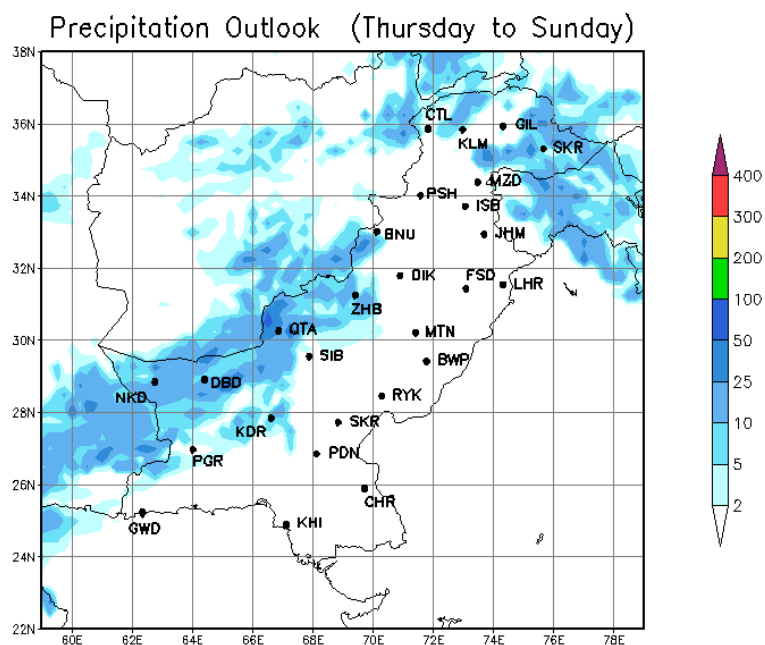 Precipitation Outlook (Thursday to Sunday)
38N
36N
34N
32N
30N
28N
26N
24N
22N
60E 62E 64E 66E 68E 70E 72E 74E 76E 78E
CTL
GIL
KLM
SKR
MZD
PSH
ISB
BNU
JHM
DIK
FSD
LHR
ZHB
QTA
MTN
SIB
BWP
DBD
NKD
RYK
KDR
SKR
PGR
PDN
CHR
GWD
KHI
400
300
200
100
50
25
10
5
2